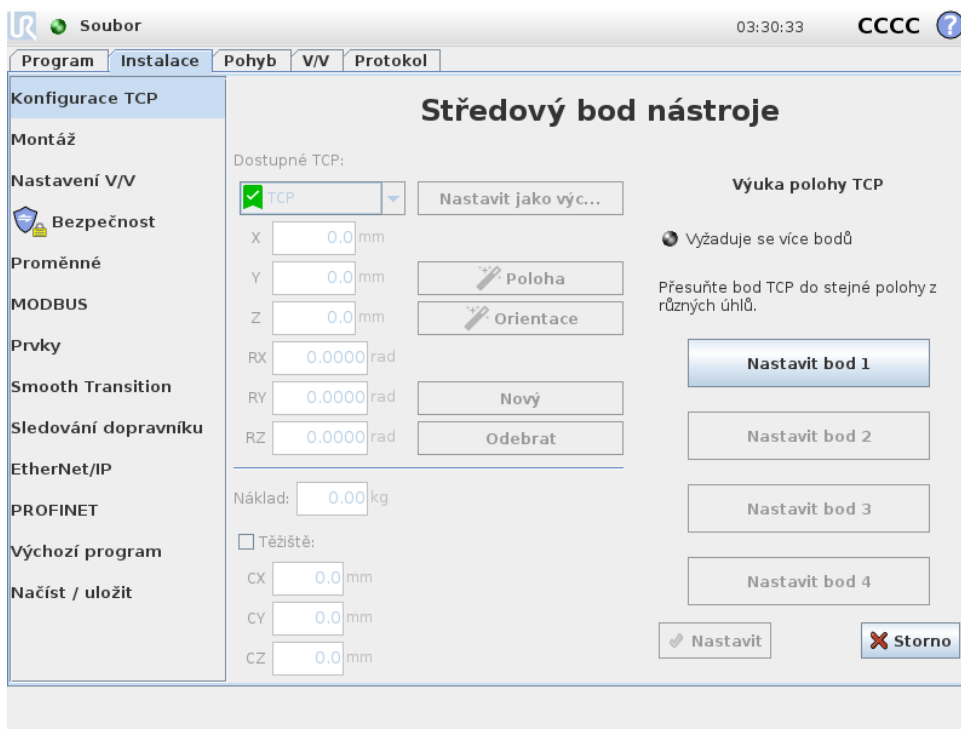 UR Soubor 03:30:33 CCCC ?
Program Instalace Pohyb V/V Protokol
Konfigurace TCP
Montáž
Nastavení V/V
Bezpečnost
Proměnné
MODBUS
Prvky
Smooth Transition
Sledování dopravníku
EtherNet/IP
PROFINET
Výchozí program
Načíst / uložit
Středový bod nástroje
Dostupné TCP:
TCP Nastavit jako výc...
X 0.0 mm
Y 0.0 mm Poloha
Z 0.0 mm Orientace
RX 0.0000 rad
RY 0.0000 rad Nový
RZ 0.0000 rad Odebrat
Náklad: 0.00 kg
Těžiště:
CX 0.0 mm
CY 0.0 mm
CZ 0.0 mm
Výuka polohy TCP
Vyžaduje se více bodů
Přesuňte bod TCP do stejné polohy z
různých úhlů.
Nastavit bod 1
Nastavit bod 2
Nastavit bod 3
Nastavit bod 4
Nastavit Storno